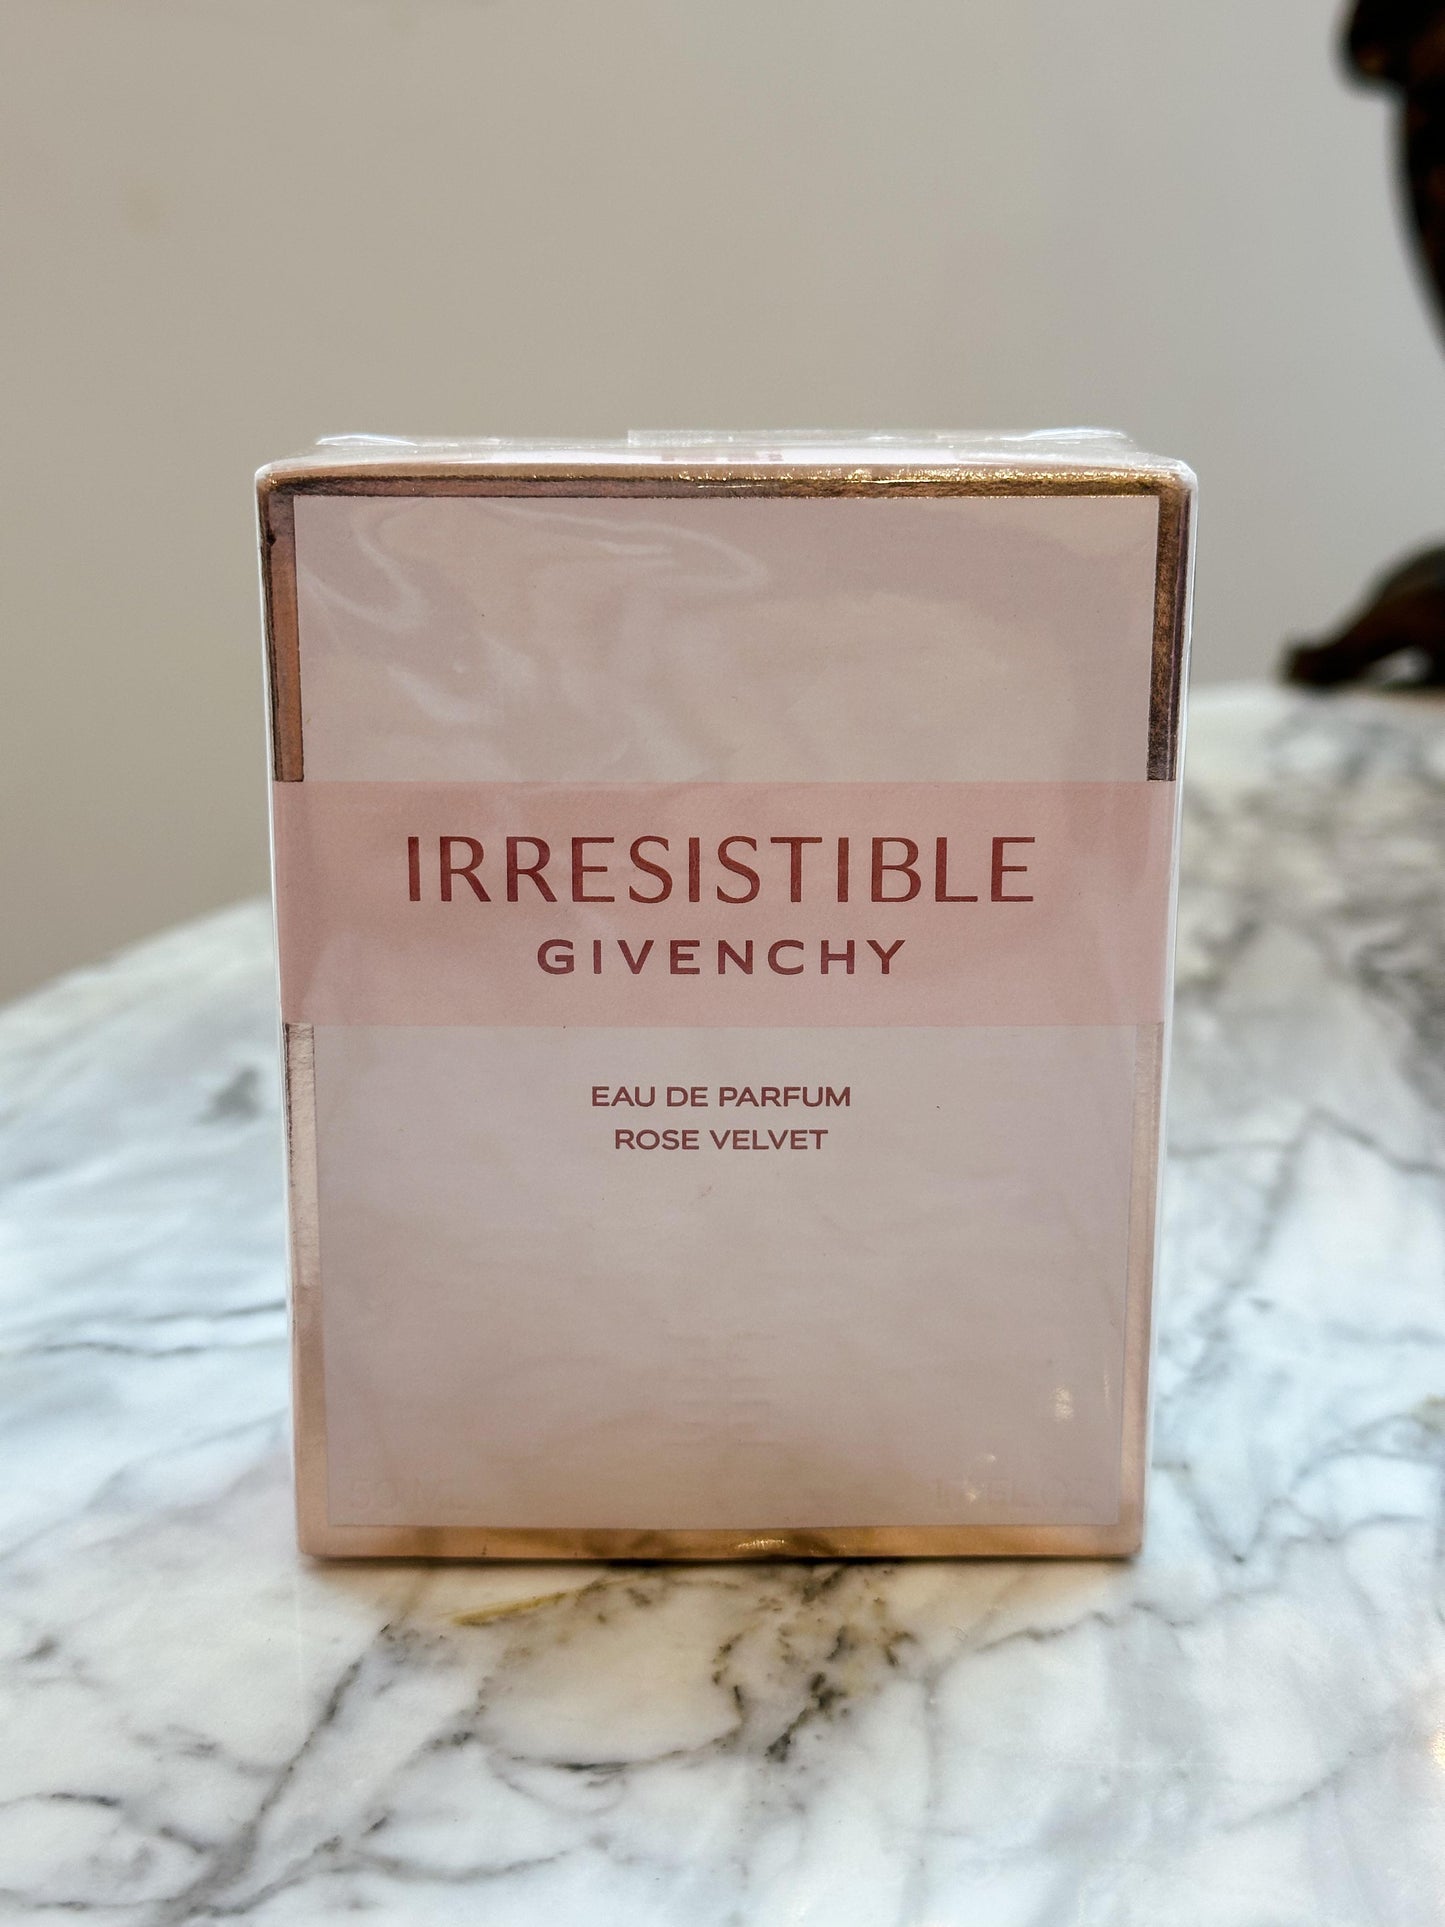 IRRESISTIBLE
GIVENCHY
EAU DE PARFUM
ROSE VELVET